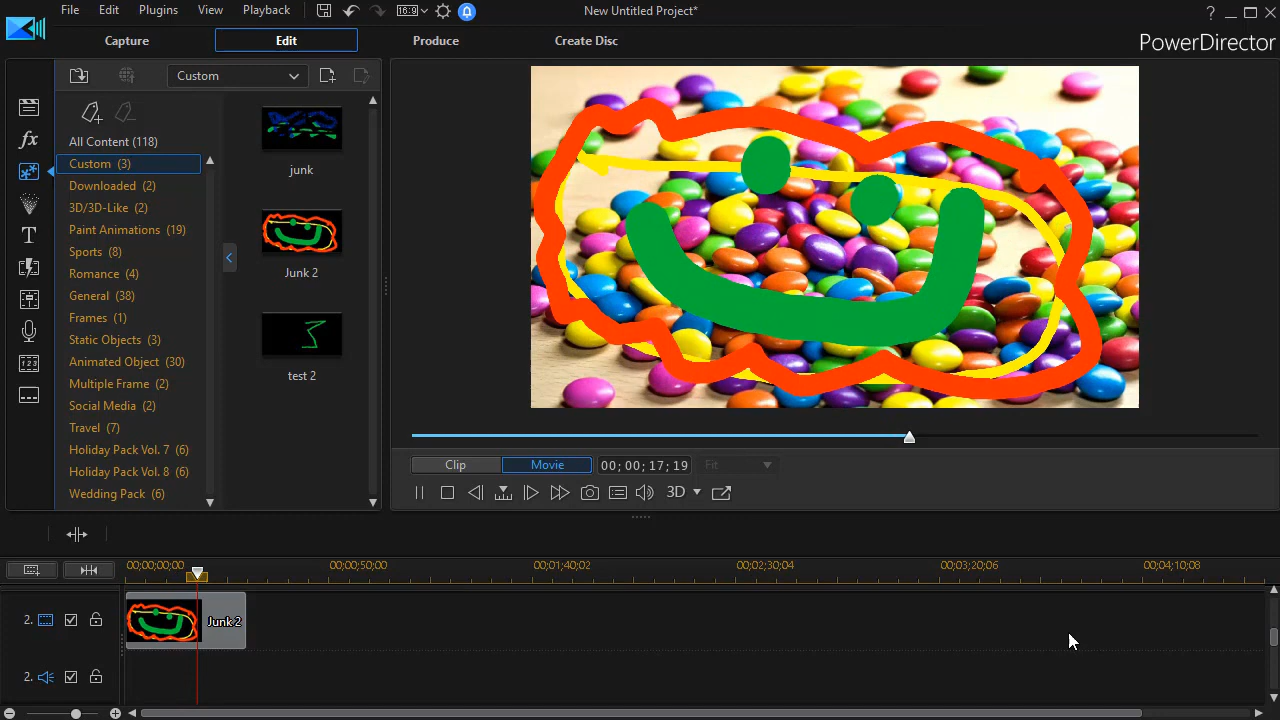 File Edit Plugins View Playback 16:9 New Untitled Project* ?
Capture Edit Produce Create Disc PowerDirector
Custom
All Content (118)
Custom (3)
Downloaded (2)
3D/3D-Like (2)
Paint Animations (19)
Sports (8)
Romance (4)
General (38)
Frames (1)
Static Objects (3)
Animated Object (30)
Multiple Frame (2)
Social Media (2)
Travel (7)
Holiday Pack Vol. 7 (6)
Holiday Pack Vol. 8 (6)
Wedding Pack (6)
junk
Junk 2
test 2
Clip Movie 00; 00; 17; 19 Fit
3D
00;00;00;00 00;00;50;00 00;01;40;02 00;02;30;04 00;03;20;06 00;04;10;08
2. Junk 2
2.